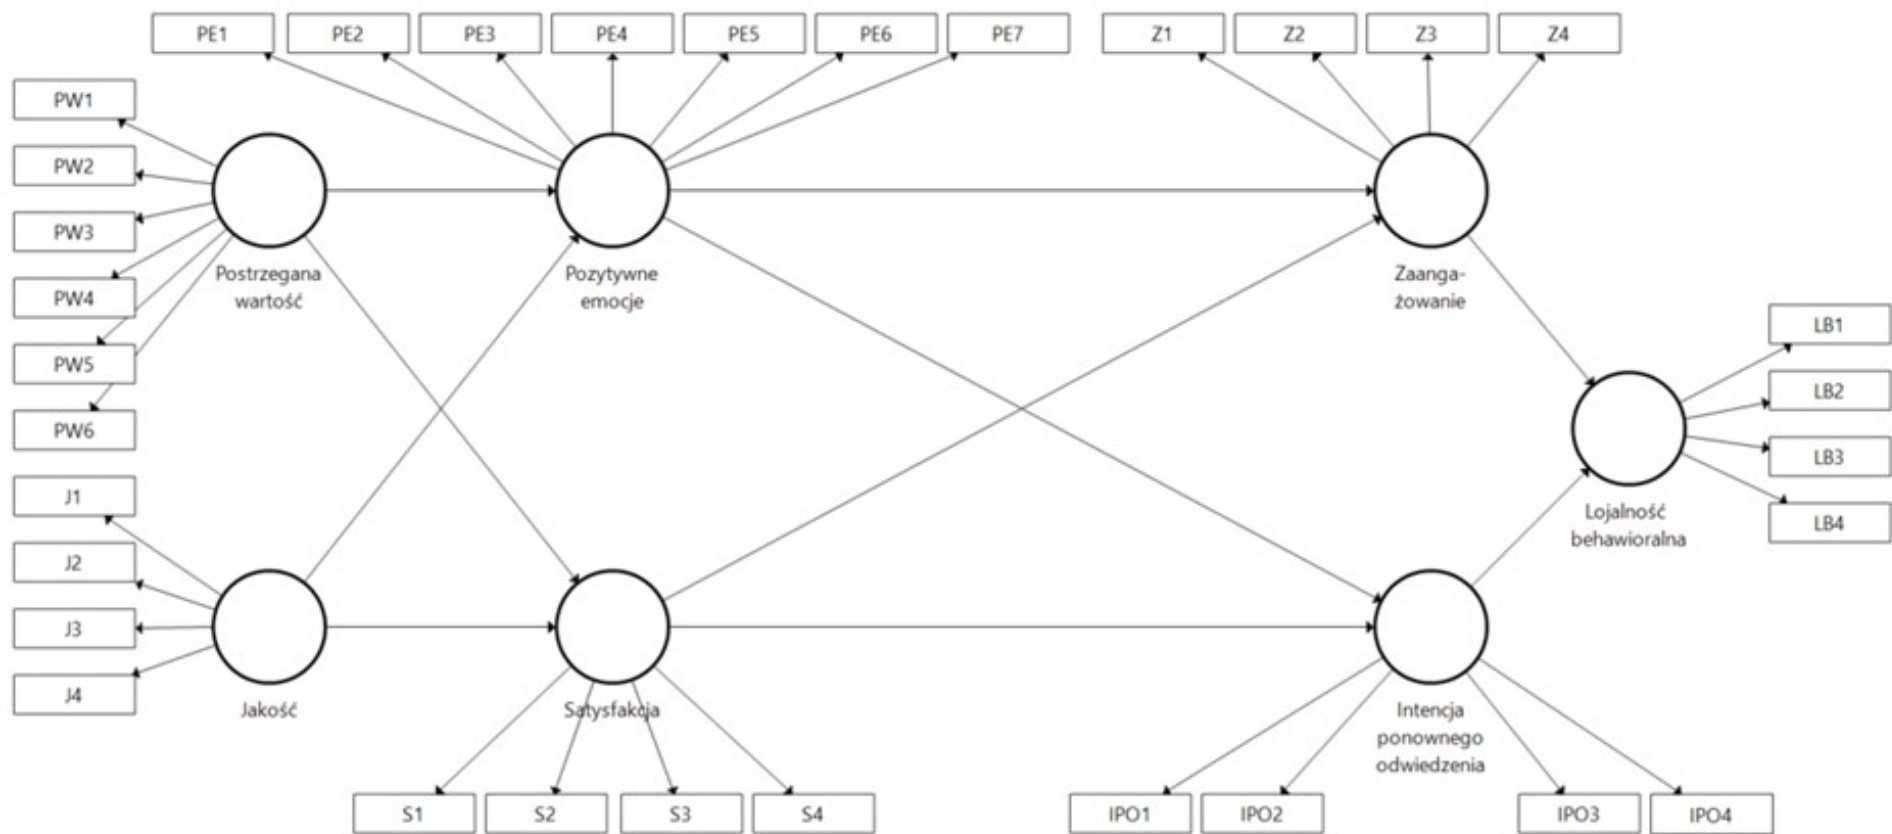 PE1
PE2
PE3
PE4
PE5
PE6
PE7
Z1
Z2
Z3
Z4
PW1
PW2
PW3
PW4
PW5
PW6
Postrzegana
wartość
Pozytywne
emocje
Zaanga-
żowanie
LB1
LB2
LB3
LB4
Lojalność
behawioralna
J1
J2
J3
J4
Jakość
Satysfakcja
Intencja
ponownego
odwiedzenia
S1
S2
S3
S4
IPO1
IPO2
IPO3
IPO4